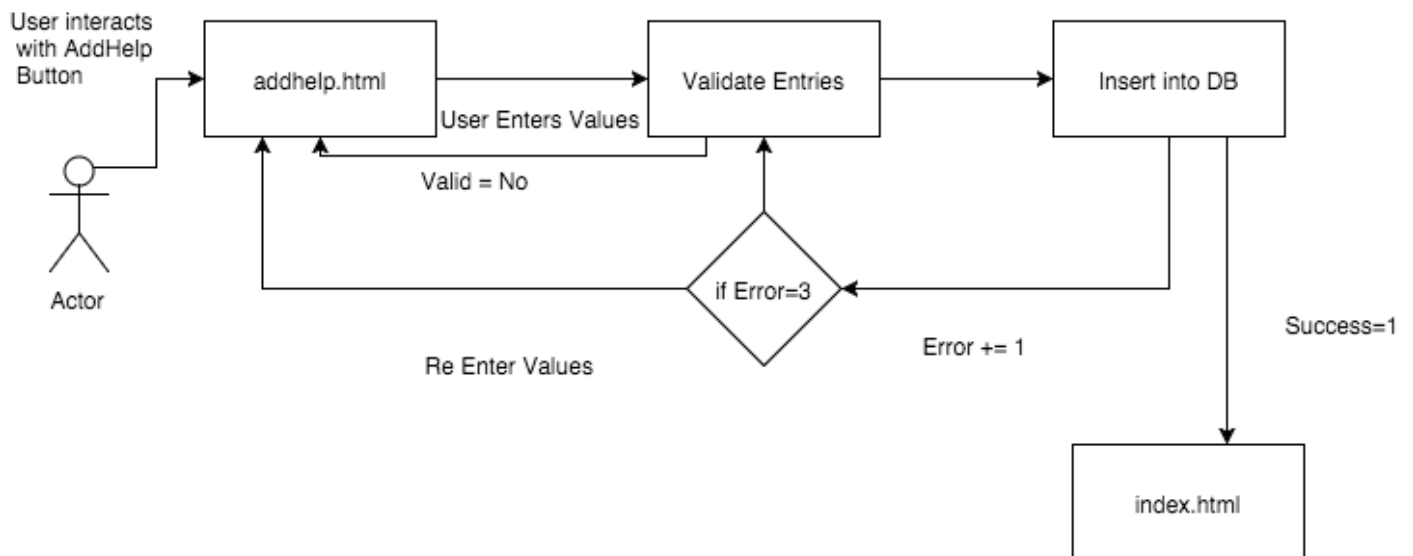 User interacts
with AddHelp
Button
addhelp.html
Validate Entries
Insert into DB
User Enters Values
Valid = No
Actor
if Error=3
Success=1
Error += 1
Re Enter Values
index.html